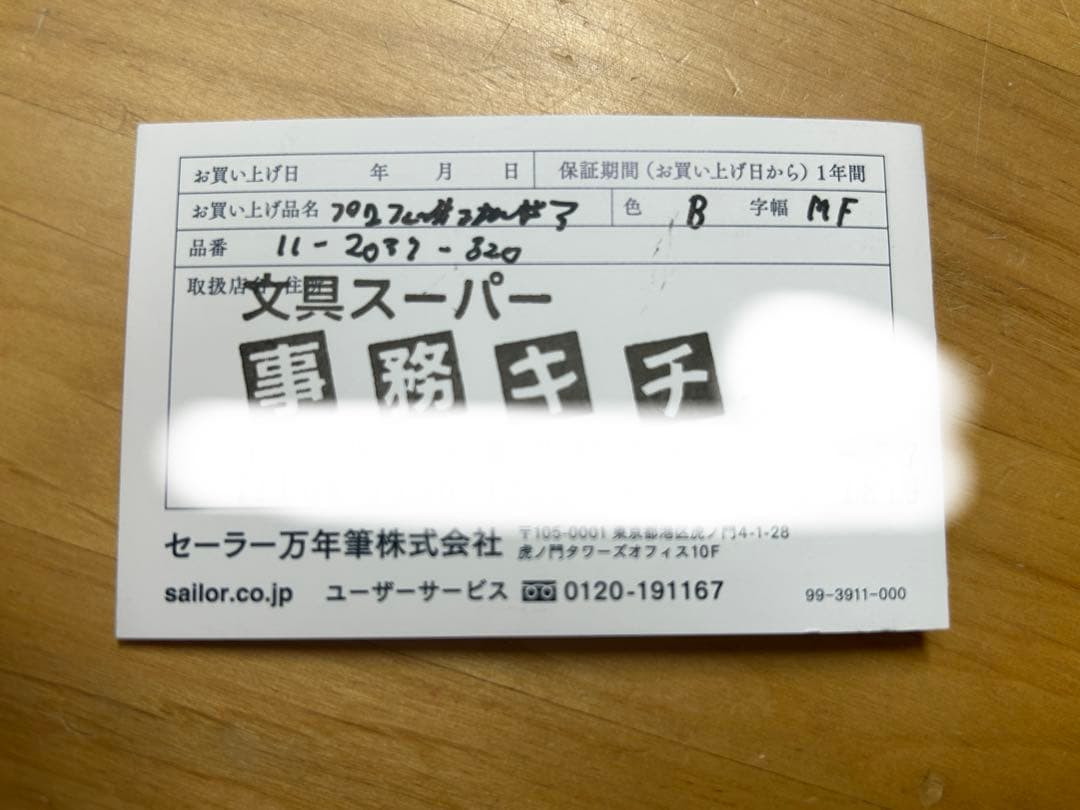 お買い上げ日 年 月 日 保証期間（お買い上げ日から）1年間
お買い上げ品名 色 B 字幅 MF
品番 11-2037-320
取扱店名・住所
文具スーパー
事務キチ
セーラー万年筆株式会社 〒105-0001 東京都港区虎ノ門4-1-28
虎ノ門タワーズオフィス10F
sailor.co.jp ユーザーサービス 0120-191167 99-3911-000